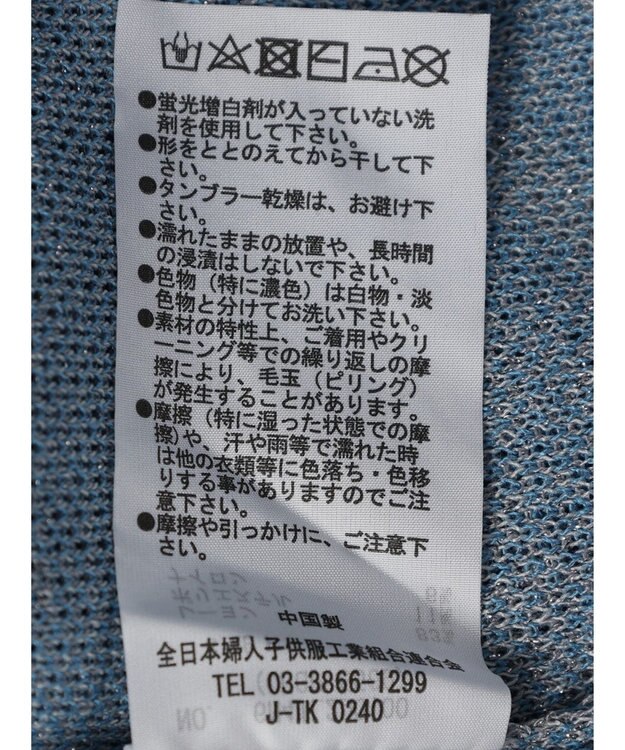 ●蛍光増白剤が入っていない洗
剤を使用して下さい。
●形をととのえてから干して下
さい。
●タンブラー乾燥は、お避け下
さい。
●濡れたままの放置や、長時間
の浸漬はしないで下さい。
●色物（特に濃色）は白物・淡
色物と分けてお洗い下さい。
●素材の特性上、ご着用やクリ
ーニング等での繰り返しの摩
擦により、毛玉（ピリング）
が発生することがあります。
●摩擦（特に湿った状態での摩
擦)や、汗や雨等で濡れた時
は他の衣類等に色落ち・色移
りする事がありますのでご注
意下さい。
●摩擦や引っかけに、ご注意下
さい。
中国製
全日本婦人子供服工業組合連合会
TEL 03-3866-1299
J-TK 0240